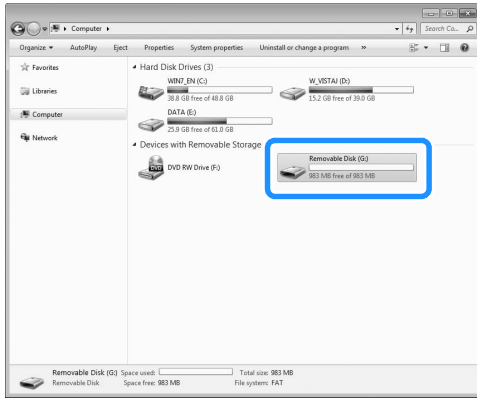 Computer
Search Co...
Organize AutoPlay Eject Properties System properties Uninstall or change a program »
Favorites
Libraries
Computer
Network
Hard Disk Drives (3)
WIN7_EN (C:)
38.8 GB free of 48.8 GB
W_VISTAJ (D:)
15.2 GB free of 39.0 GB
DATA (E:)
25.9 GB free of 61.0 GB
Devices with Removable Storage
DVD RW Drive (F:)
DVD
Removable Disk (G:)
983 MB free of 983 MB
Removable Disk (G:) Space used: Total size: 983 MB
Removable Disk Space free: 983 MB File system: FAT